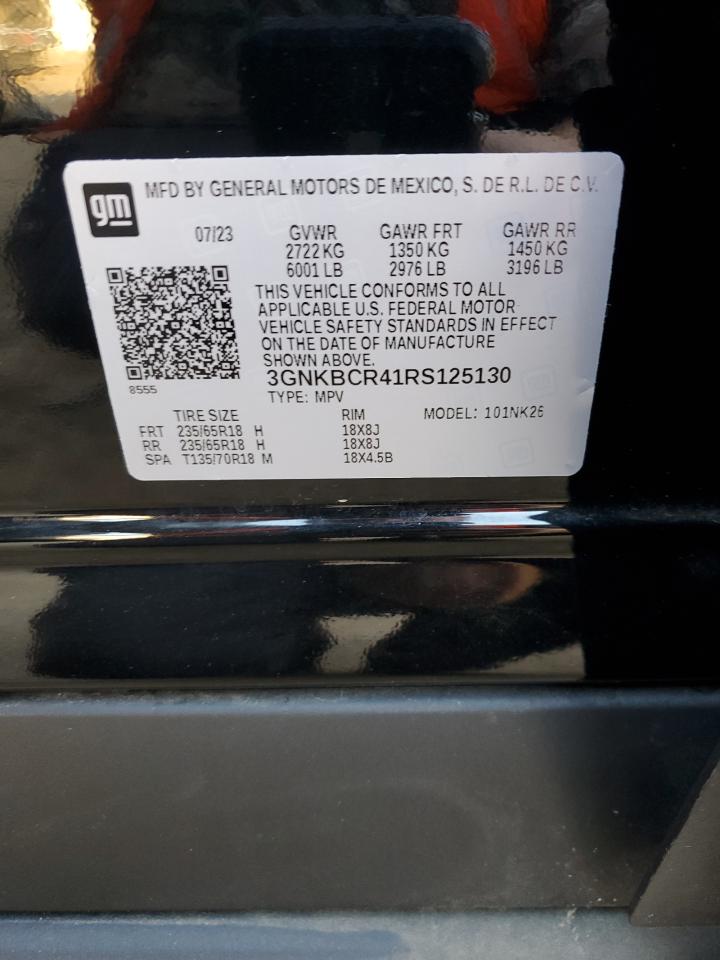 gm
MFD BY GENERAL MOTORS DE MEXICO, S. DE R.L. DE C.V.
07/23 GVWR GAWR FRT GAWR RR
2722 KG 1350 KG 1450 KG
6001 LB 2976 LB 3196 LB
THIS VEHICLE CONFORMS TO ALL
APPLICABLE U.S. FEDERAL MOTOR
VEHICLE SAFETY STANDARDS IN EFFECT
ON THE DATE OF MANUFACTURE
SHOWN ABOVE.
8555
3GNKBCR41RS125130
TYPE: MPV
TIRE SIZE RIM MODEL: 101NK26
FRT 235/65R18 H 18X8J
RR 235/65R18 H 18X8J
SPA T135/70R18 M 18X4.5B